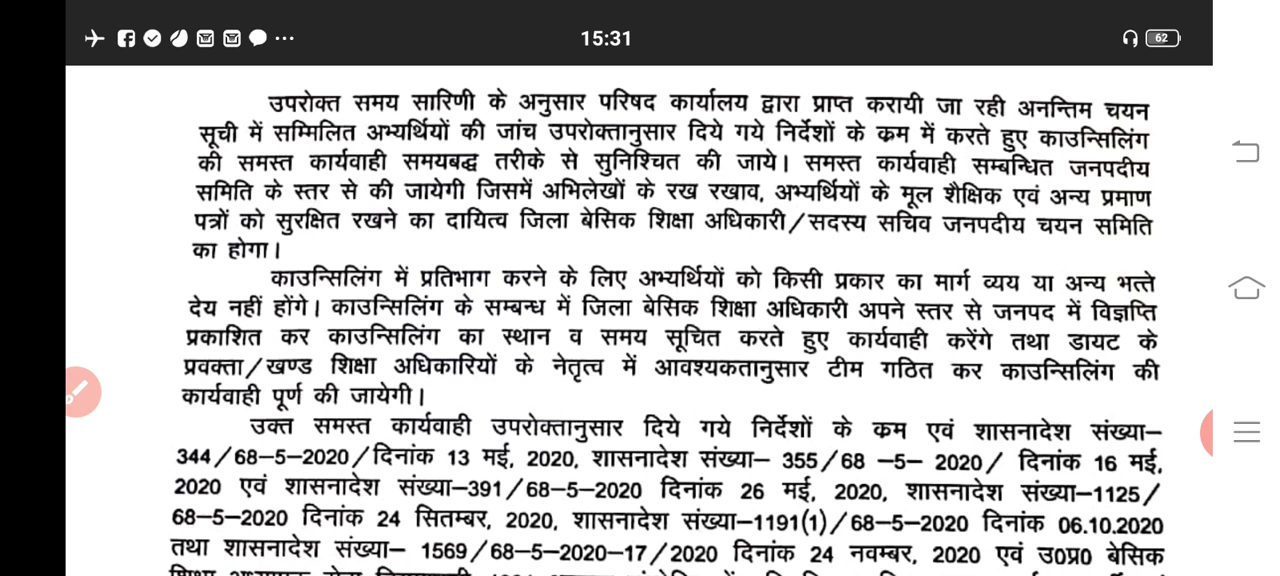 15:31
62
उपरोक्त समय सारिणी के अनुसार परिषद कार्यालय द्वारा प्राप्त करायी जा रही अनन्तिम चयन
सूची में सम्मिलित अभ्यर्थियों की जांच उपरोक्तानुसार दिये गये निर्देशों के क्रम में करते हुए काउन्सिलिंग
की समस्त कार्यवाही समयबद्ध तरीके से सुनिश्चित की जाये। समस्त कार्यवाही सम्बन्धित जनपदीय
समिति के स्तर से की जायेगी जिसमें अभिलेखों के रख रखाव, अभ्यर्थियों के मूल शैक्षिक एवं अन्य प्रमाण
पत्रों को सुरक्षित रखने का दायित्व जिला बेसिक शिक्षा अधिकारी/सदस्य सचिव जनपदीय चयन समिति
का होगा।
काउन्सिलिंग में प्रतिभाग करने के लिए अभ्यर्थियों को किसी प्रकार का मार्ग व्यय या अन्य भत्ते
देय नहीं होंगे। काउन्सिलिंग के सम्बन्ध में जिला बेसिक शिक्षा अधिकारी अपने स्तर से जनपद में विज्ञप्ति
प्रकाशित कर काउन्सिलिंग का स्थान व समय सूचित करते हुए कार्यवाही करेंगे तथा डायट के
प्रवक्ता/खण्ड शिक्षा अधिकारियों के नेतृत्व में आवश्यकतानुसार टीम गठित कर काउन्सिलिंग की
कार्यवाही पूर्ण की जायेगी।
उक्त समस्त कार्यवाही उपरोक्तानुसार दिये गये निर्देशों के क्रम एवं शासनादेश संख्या–
344/68–5–2020/दिनांक 13 मई, 2020, शासनादेश संख्या– 355/68 –5– 2020/ दिनांक 16 मई,
2020 एवं शासनादेश संख्या–391/68–5–2020 दिनांक 26 मई, 2020, शासनादेश संख्या–1125/
68–5–2020 दिनांक 24 सितम्बर, 2020, शासनादेश संख्या–1191(1)/68–5–2020 दिनांक 06.10.2020
तथा शासनादेश संख्या– 1569/68–5–2020–17/2020 दिनांक 24 नवम्बर, 2020 एवं उ0प्र0 बेसिक